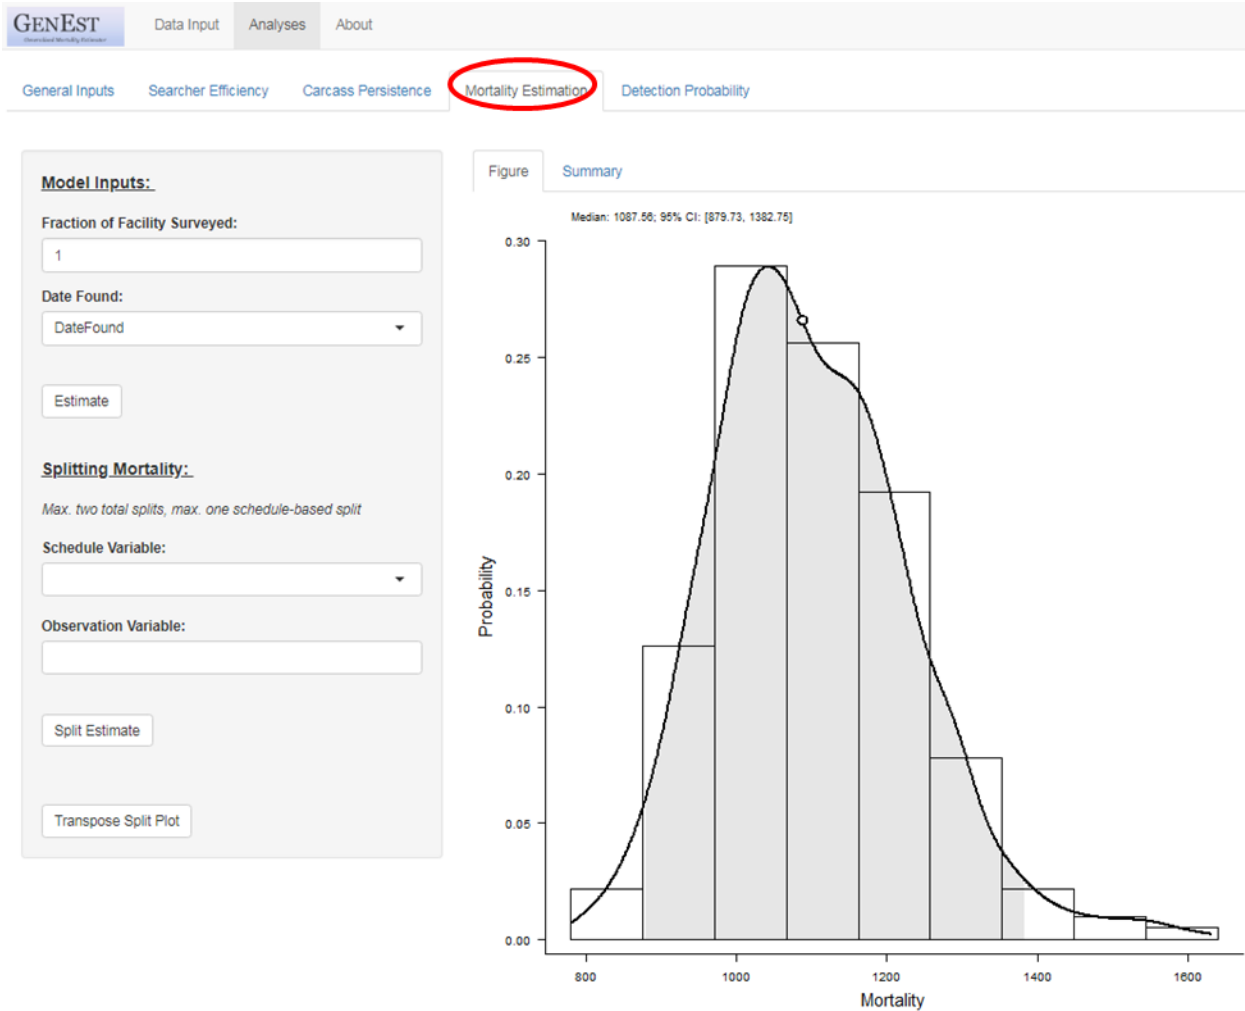 GENEST
Generalized Mortality Estimator
Data Input
Analyses
About
General Inputs
Searcher Efficiency
Carcass Persistence
Mortality Estimation
Detection Probability
Model Inputs:
Fraction of Facility Surveyed:
1
Date Found:
DateFound
Estimate
Splitting Mortality:
Max. two total splits, max. one schedule-based split
Schedule Variable:
Observation Variable:
Split Estimate
Transpose Split Plot
Figure
Summary
Median: 1087.56; 95% CI: [879.73, 1382.75]
0.30
0.25
0.20
0.15
0.10
0.05
0.00
Probability
800
1000
1200
1400
1600
Mortality